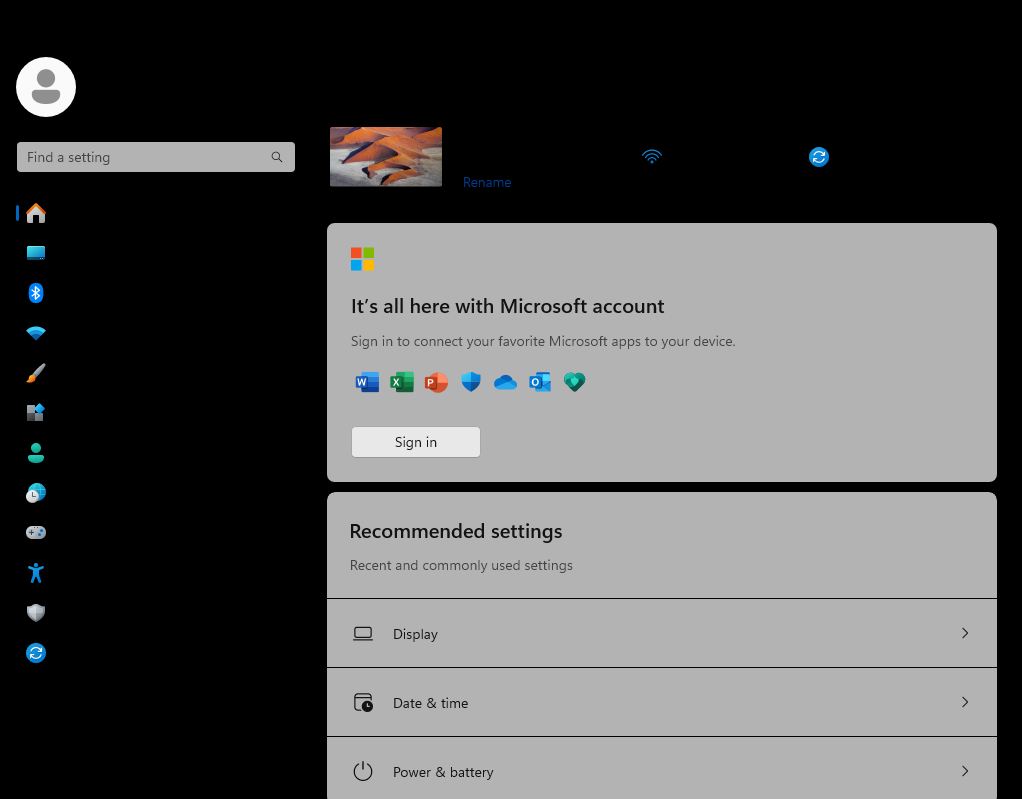 Find a setting
Rename
It's all here with Microsoft account
Sign in to connect your favorite Microsoft apps to your device.
Sign in
Recommended settings
Recent and commonly used settings
Display
Date & time
Power & battery